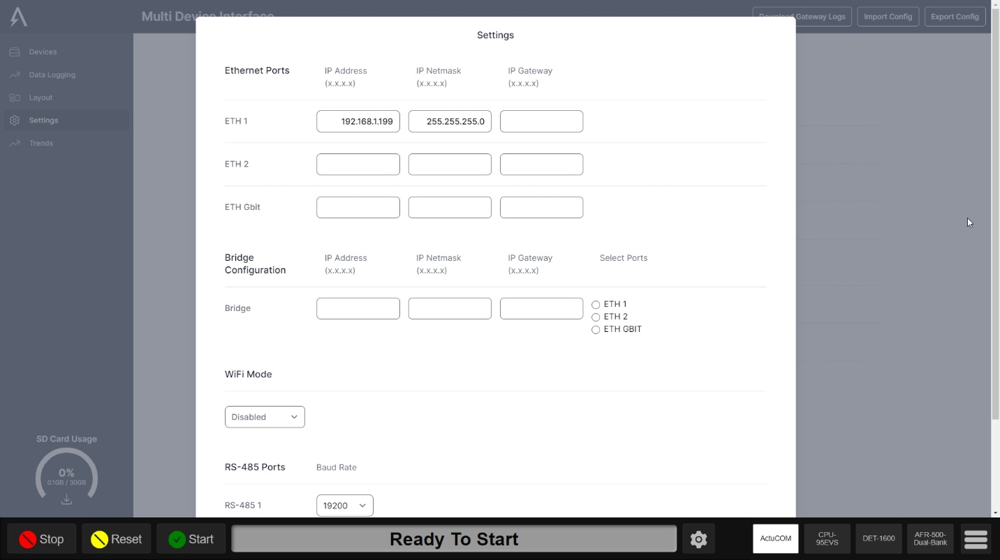 Multi Device Interface
Download Gateway Logs
Import Config
Export Config
Devices
Data Logging
Layout
Settings
Trends
SD Card Usage
0%
0.1GB / 30GB
Settings
Ethernet Ports
IP Address
(x.x.x.x)
IP Netmask
(x.x.x.x)
IP Gateway
(x.x.x.x)
ETH 1
192.168.1.199
255.255.255.0
ETH 2
ETH Gbit
Bridge
Configuration
IP Address
(x.x.x.x)
IP Netmask
(x.x.x.x)
IP Gateway
(x.x.x.x)
Select Ports
Bridge
ETH 1
ETH 2
ETH GBIT
WiFi Mode
Disabled
RS-485 Ports
Baud Rate
RS-485 1
19200
Stop
Reset
Start
Ready To Start
ActuCOM
CPU-
95EVS
DET-1600
AFR-500-
Dual-Bank